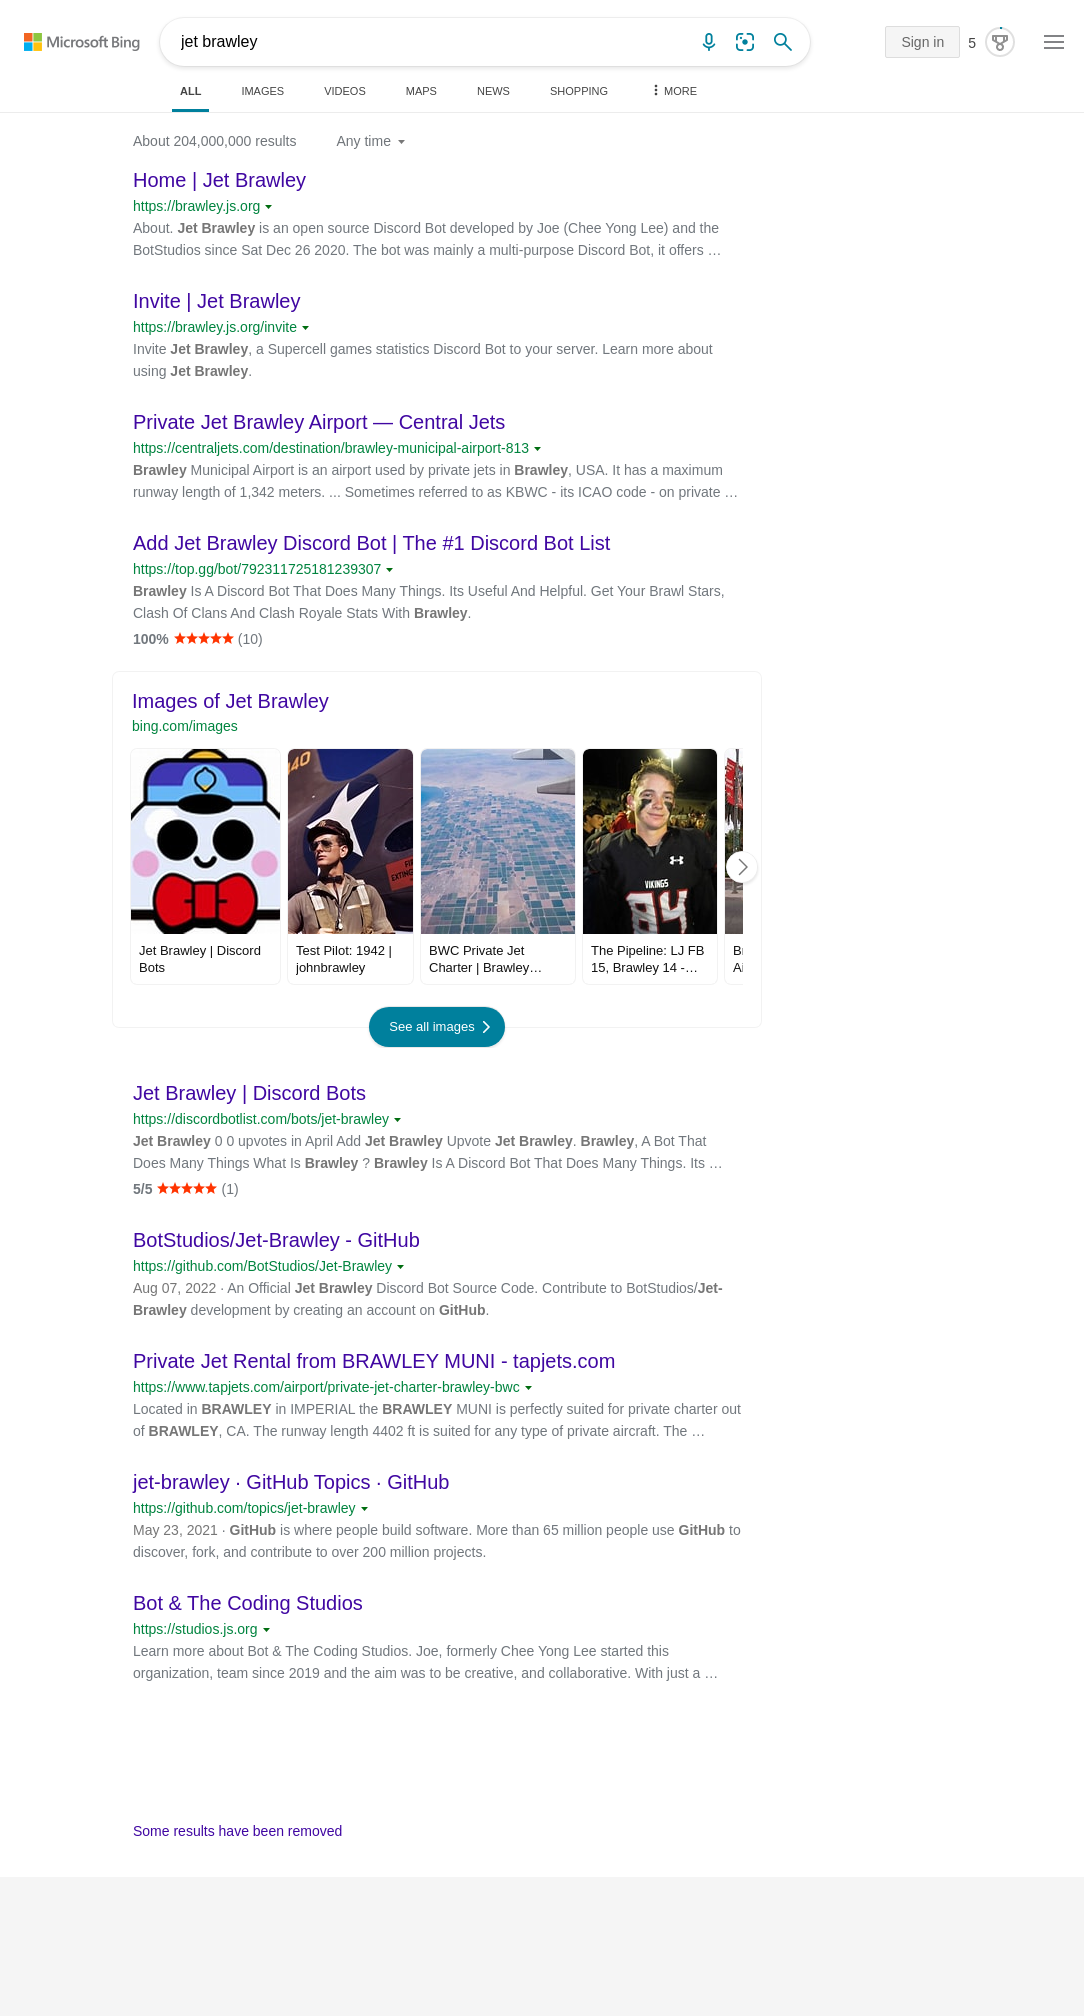 Microsoft Bing
jet brawley
Sign in
5
ALL
IMAGES
VIDEOS
MAPS
NEWS
SHOPPING
MORE
About 204,000,000 results
Any time
Home | Jet Brawley
https://brawley.js.org
About. Jet Brawley is an open source Discord Bot developed by Joe (Chee Yong Lee) and the
BotStudios since Sat Dec 26 2020. The bot was mainly a multi-purpose Discord Bot, it offers …
Invite | Jet Brawley
https://brawley.js.org/invite
Invite Jet Brawley, a Supercell games statistics Discord Bot to your server. Learn more about
using Jet Brawley.
Private Jet Brawley Airport — Central Jets
https://centraljets.com/destination/brawley-municipal-airport-813
Brawley Municipal Airport is an airport used by private jets in Brawley, USA. It has a maximum
runway length of 1,342 meters. ... Sometimes referred to as KBWC - its ICAO code - on private …
Add Jet Brawley Discord Bot | The #1 Discord Bot List
https://top.gg/bot/792311725181239307
Brawley Is A Discord Bot That Does Many Things. Its Useful And Helpful. Get Your Brawl Stars,
Clash Of Clans And Clash Royale Stats With Brawley.
100% ★★★★★ (10)
Images of Jet Brawley
bing.com/images
40
VIKINGS
84
Jet Brawley | Discord
Bots
Test Pilot: 1942 |
johnbrawley
BWC Private Jet
Charter | Brawley…
The Pipeline: LJ FB
15, Brawley 14 -…
Br
Ai
See all images
Jet Brawley | Discord Bots
https://discordbotlist.com/bots/jet-brawley
Jet Brawley 0 0 upvotes in April Add Jet Brawley Upvote Jet Brawley. Brawley, A Bot That
Does Many Things What Is Brawley ? Brawley Is A Discord Bot That Does Many Things. Its …
5/5 ★★★★★ (1)
BotStudios/Jet-Brawley - GitHub
https://github.com/BotStudios/Jet-Brawley
Aug 07, 2022 · An Official Jet Brawley Discord Bot Source Code. Contribute to BotStudios/Jet-
Brawley development by creating an account on GitHub.
Private Jet Rental from BRAWLEY MUNI - tapjets.com
https://www.tapjets.com/airport/private-jet-charter-brawley-bwc
Located in BRAWLEY in IMPERIAL the BRAWLEY MUNI is perfectly suited for private charter out
of BRAWLEY, CA. The runway length 4402 ft is suited for any type of private aircraft. The …
jet-brawley · GitHub Topics · GitHub
https://github.com/topics/jet-brawley
May 23, 2021 · GitHub is where people build software. More than 65 million people use GitHub to
discover, fork, and contribute to over 200 million projects.
Bot & The Coding Studios
https://studios.js.org
Learn more about Bot & The Coding Studios. Joe, formerly Chee Yong Lee started this
organization, team since 2019 and the aim was to be creative, and collaborative. With just a …
Some results have been removed